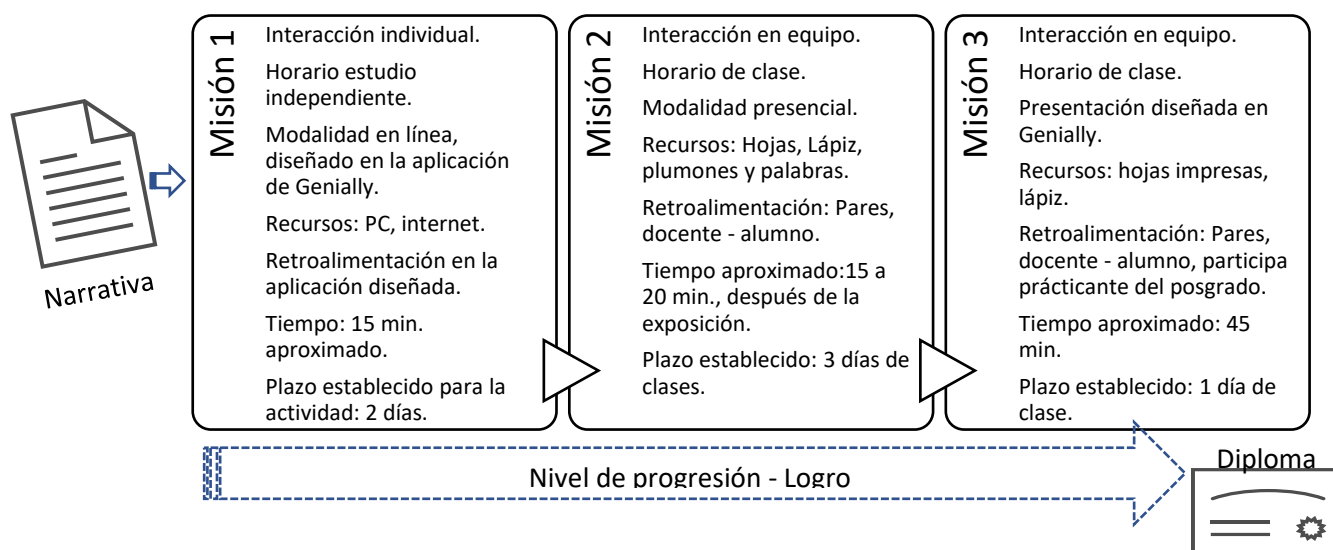 Narrativa
Misión 1
Interacción individual.
Horario estudio
independiente.
Modalidad en línea,
diseñado en la aplicación
de Genially.
Recursos: PC, internet.
Retroalimentación en la
aplicación diseñada.
Tiempo: 15 min.
aproximado.
Plazo establecido para la
actividad: 2 días.
Misión 2
Interacción en equipo.
Horario de clase.
Modalidad presencial.
Recursos: Hojas, Lápiz,
plumones y palabras.
Retroalimentación: Pares,
docente - alumno.
Tiempo aproximado:15 a
20 min., después de la
exposición.
Plazo establecido: 3 días de
clases.
Misión 3
Interacción en equipo.
Horario de clase.
Presentación diseñada en
Genially.
Recursos: hojas impresas,
lápiz.
Retroalimentación: Pares,
docente - alumno, participa
prácticante del posgrado.
Tiempo aproximado: 45
min.
Plazo establecido: 1 día de
clase.
Nivel de progresión - Logro
Diploma